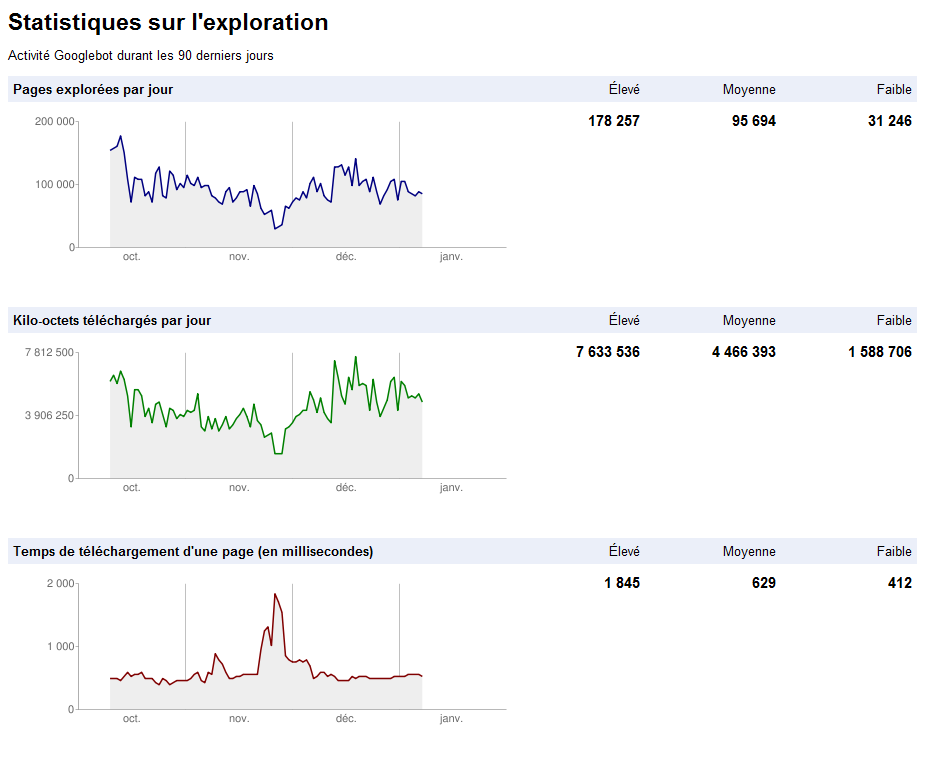 Statistiques sur l'exploration
Activité Googlebot durant les 90 derniers jours
Pages explorées par jour Élevé Moyenne Faible
178 257 95 694 31 246
200 000
100 000
0
oct. nov. déc. janv.
Kilo-octets téléchargés par jour Élevé Moyenne Faible
7 633 536 4 466 393 1 588 706
7 812 500
3 906 250
0
oct. nov. déc. janv.
Temps de téléchargement d'une page (en millisecondes) Élevé Moyenne Faible
1 845 629 412
2 000
1 000
0
oct. nov. déc. janv.